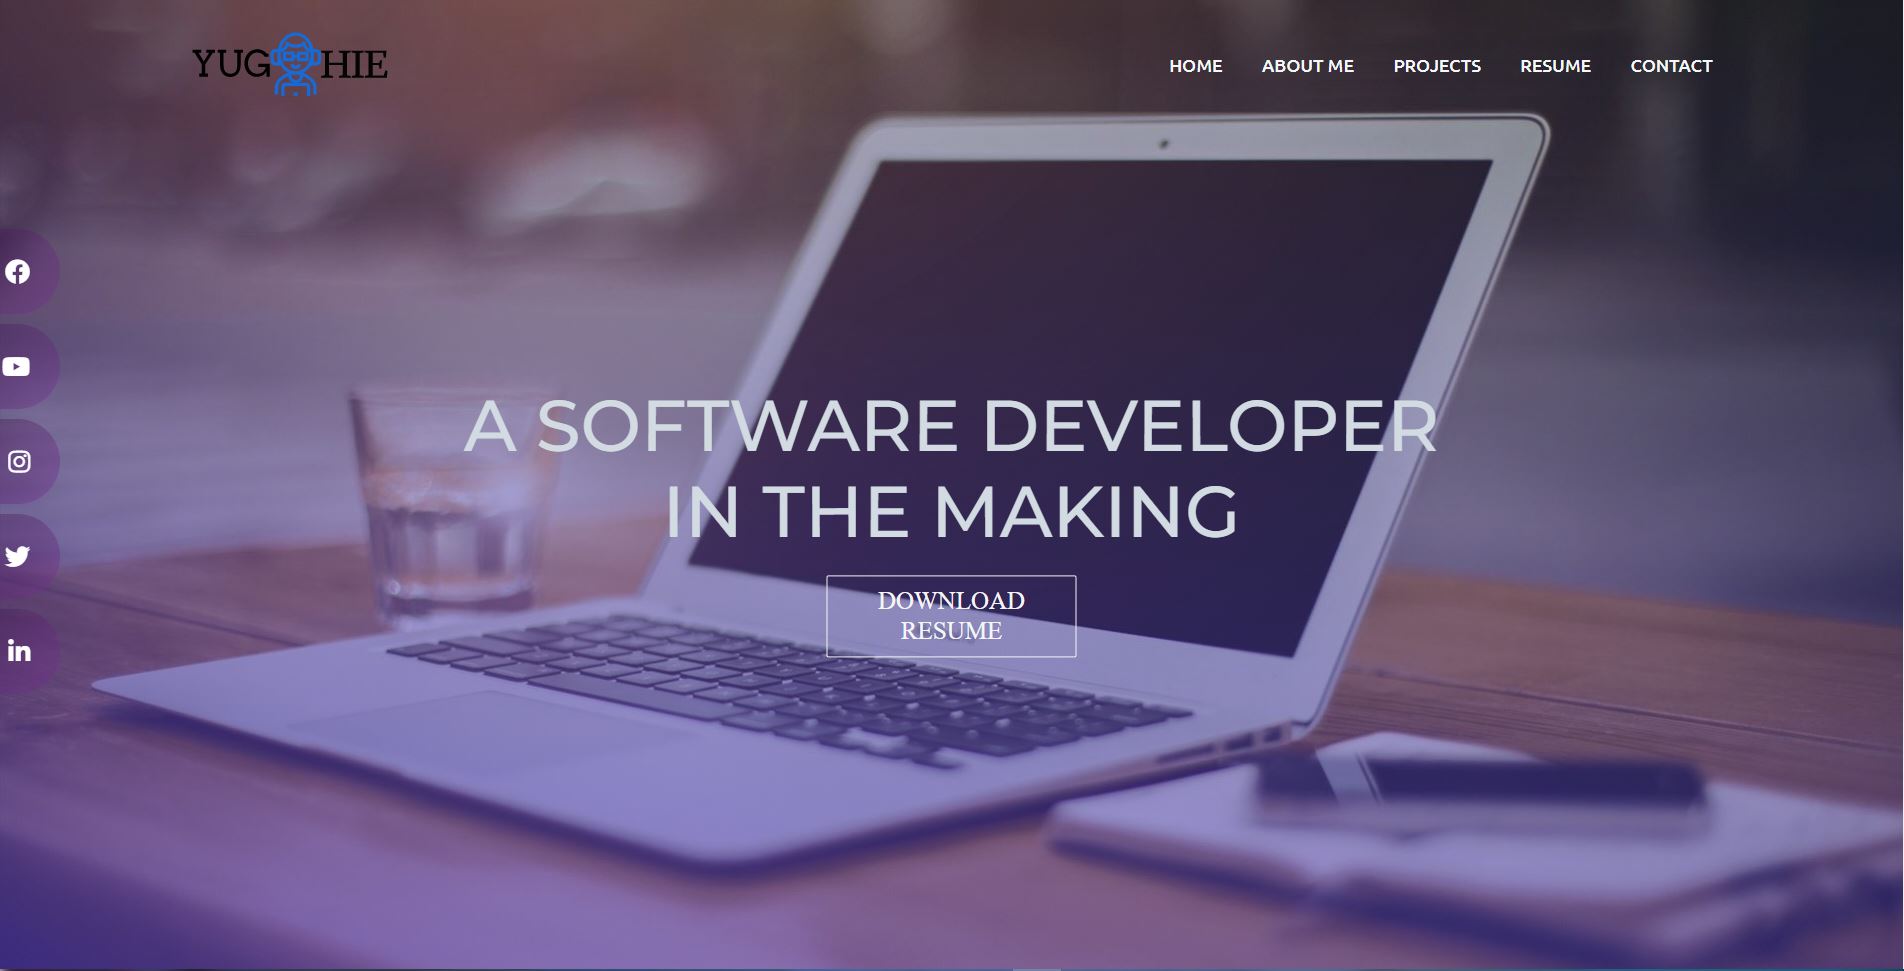 YUG HIE
HOME
ABOUT ME
PROJECTS
RESUME
CONTACT
A SOFTWARE DEVELOPER
IN THE MAKING
DOWNLOAD
RESUME